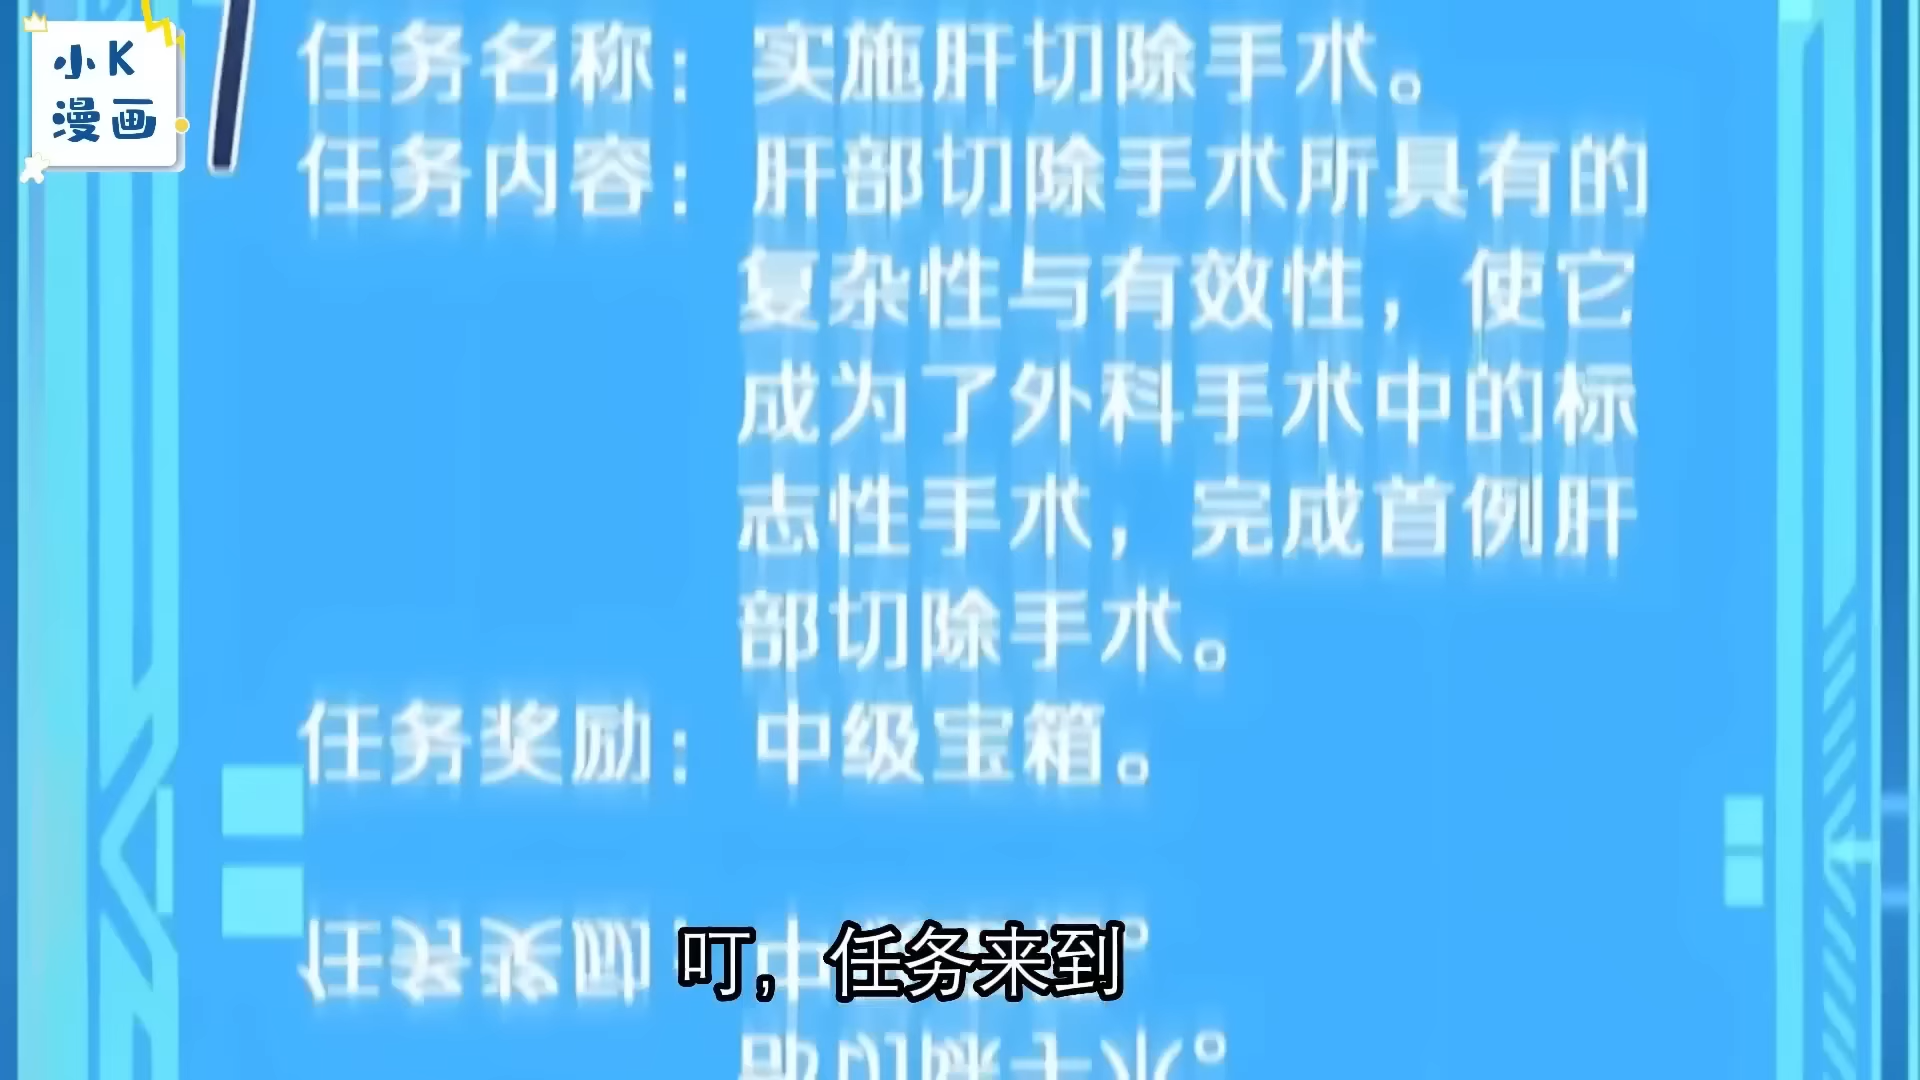 小K
漫画
任务名称：实施肝切除手术。
任务内容：肝部切除手术所具有的
复杂性与有效性，使它
成为了外科手术中的标
志性手术，完成首例肝
部切除手术。
任务奖励：中级宝箱。
叮，任务来到